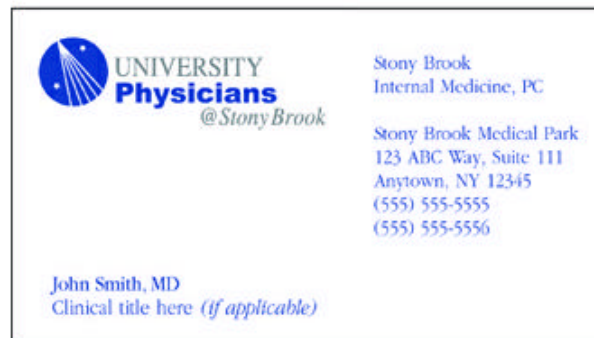 UNIVERSITY
Physicians
@StonyBrook
Stony Brook
Internal Medicine, PC
Stony Brook Medical Park
123 ABC Way, Suite 111
Anytown, NY 12345
(555) 555-5555
(555) 555-5556
John Smith, MD
Clinical title here (if applicable)